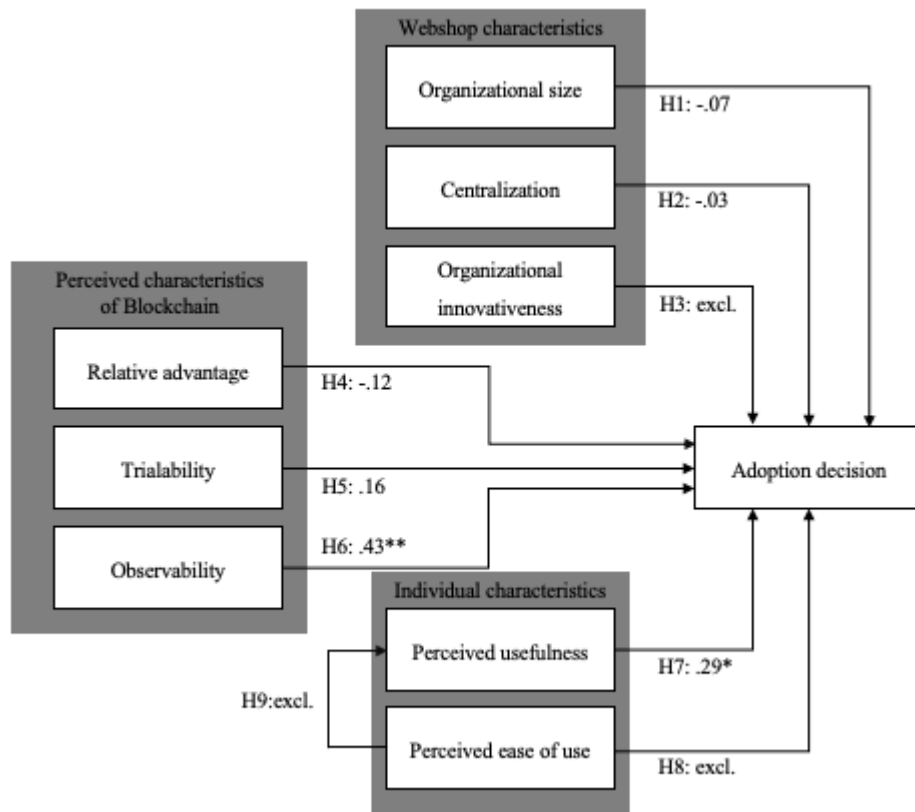 Webshop characteristics
Organizational size
H1: -.07
Centralization
H2: -.03
Organizational
innovativeness
H3: excl.
Perceived characteristics
of Blockchain
Relative advantage
H4: -.12
Trialability
H5: .16
Observability
H6: .43**
Adoption decision
Individual characteristics
Perceived usefulness
H7: .29*
H9:excl.
Perceived ease of use
H8: excl.